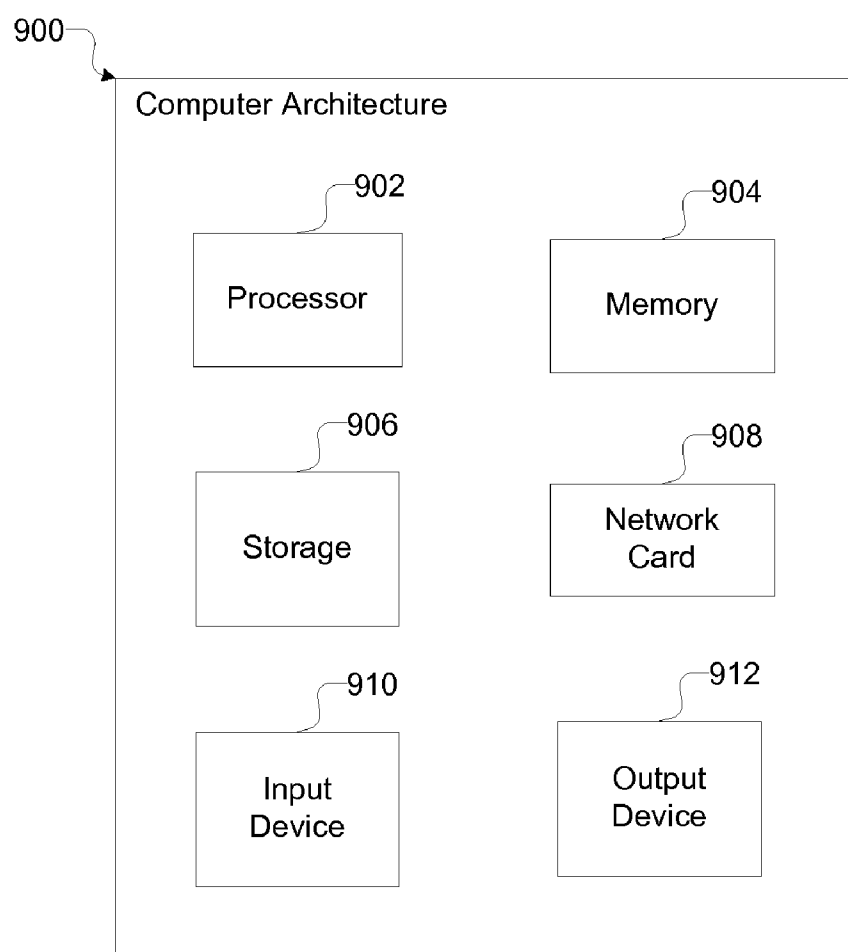 900
Computer Architecture
902
904
Processor
Memory
906
908
Storage
Network
Card
910
912
Input
Device
Output
Device